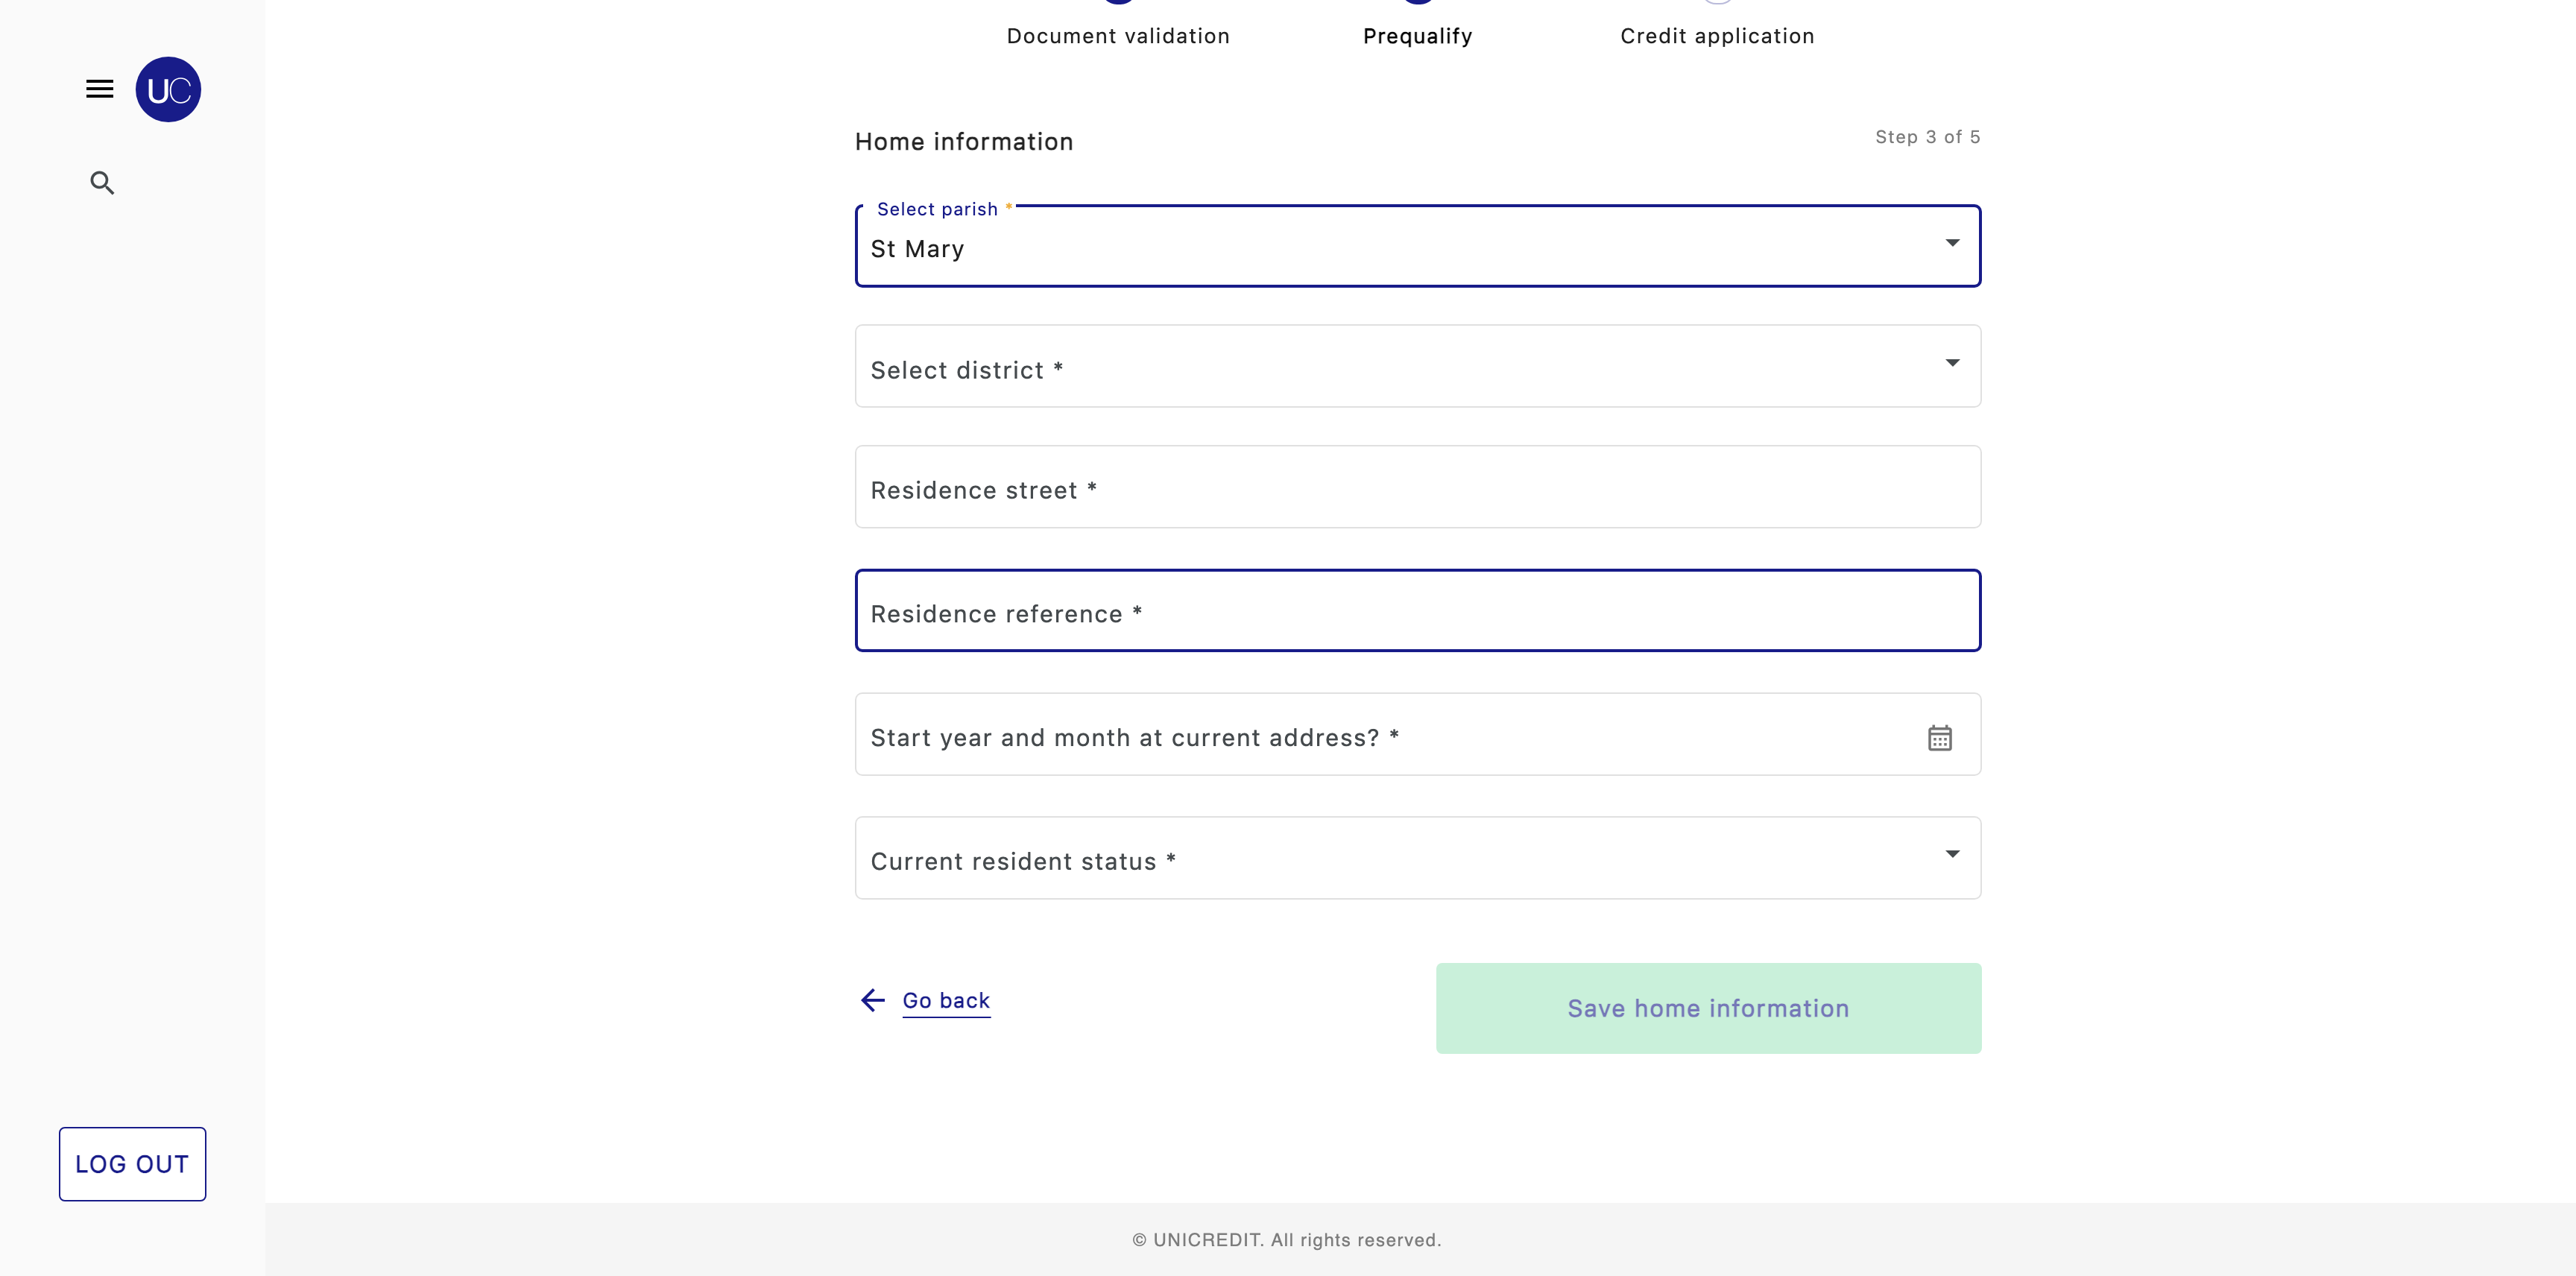 Document validation
Prequalify
Credit application
UC
Home information
Step 3 of 5
Select parish *
St Mary
Select district *
Residence street *
Residence reference *
Start year and month at current address? *
Current resident status *
Go back
Save home information
LOG OUT
© UNICREDIT. All rights reserved.